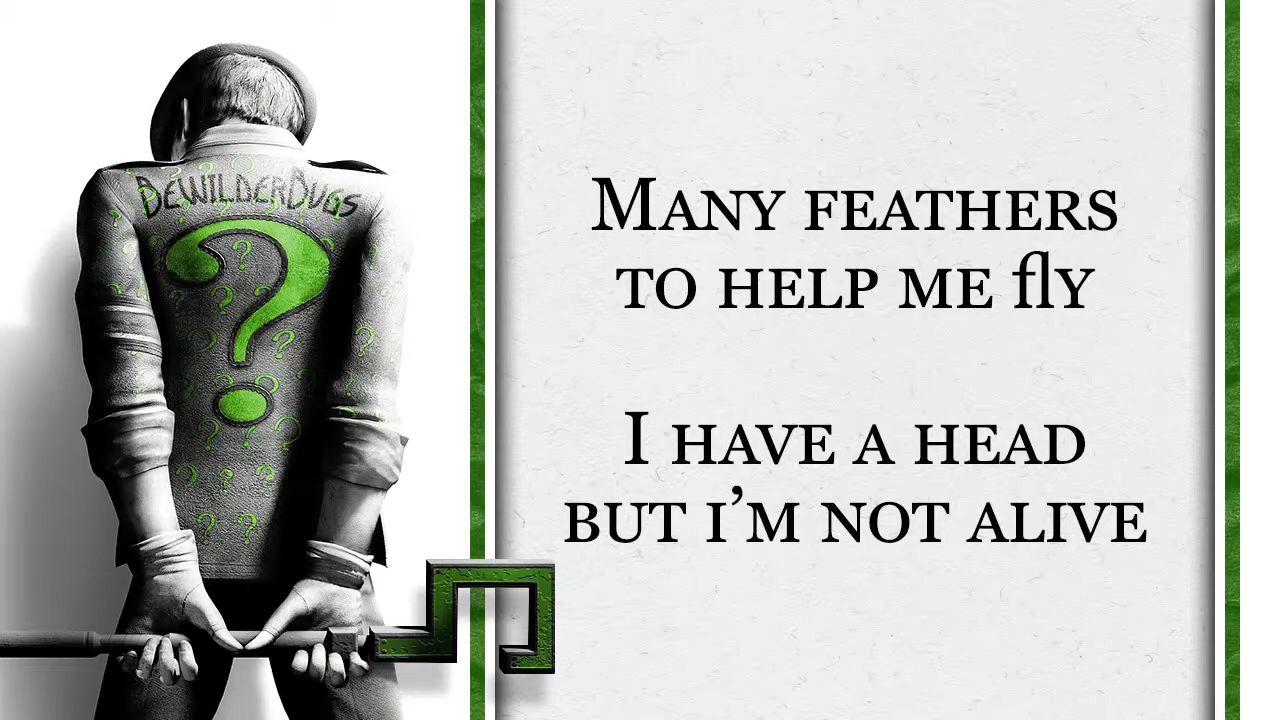 BEWILDERBUGS
MANY FEATHERS
TO HELP ME flY
I HAVE A HEAD
BUT I’M NOT ALIVE